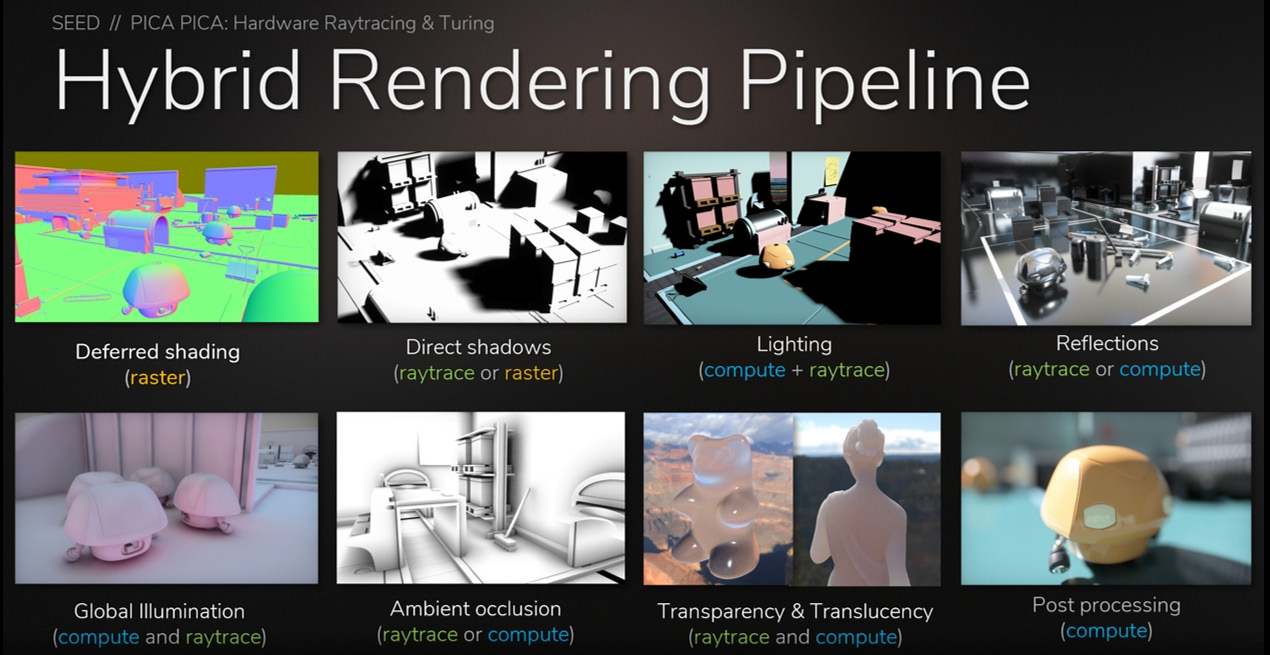 SEED // PICA PICA: Hardware Raytracing & Turing
Hybrid Rendering Pipeline
Deferred shading
(raster)
Direct shadows
(raytrace or raster)
Lighting
(compute + raytrace)
Reflections
(raytrace or compute)
Global Illumination
(compute and raytrace)
Ambient occlusion
(raytrace or compute)
Transparency & Translucency
(raytrace and compute)
Post processing
(compute)